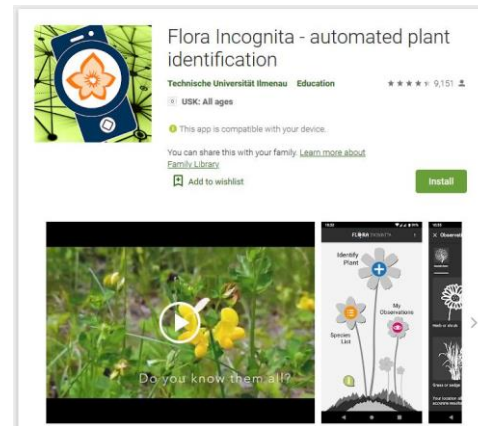 Flora Incognita - automated plant
identification
Technische Universität Ilmenau Education 9,151
USK: All ages
This app is compatible with your device.
You can share this with your family. Learn more about
Family Library
Add to wishlist
Install
Do you know them all?
FLORA INCOGNITA
Identify
Plant
My
Observations
Species
List